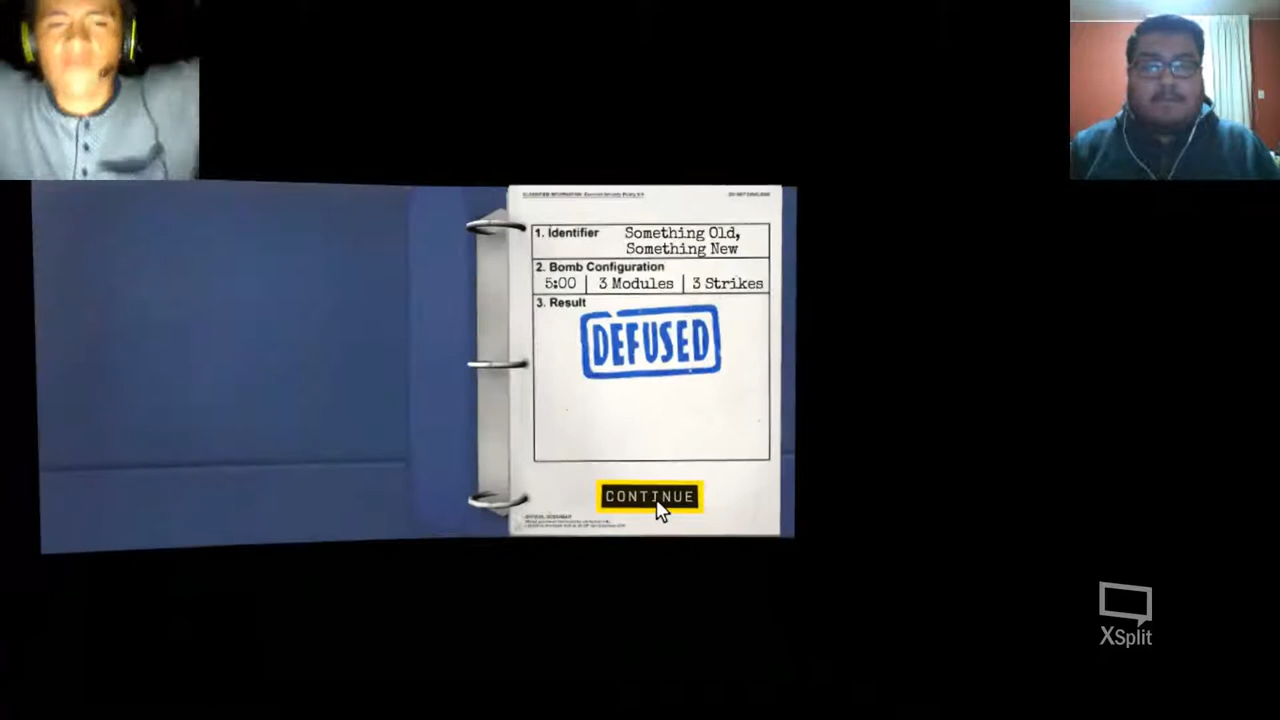 1. Identifier
Something Old,
Something New
2. Bomb Configuration
5:00 | 3 Modules | 3 Strikes
3. Result
DEFUSED
CONTINUE
XSplit